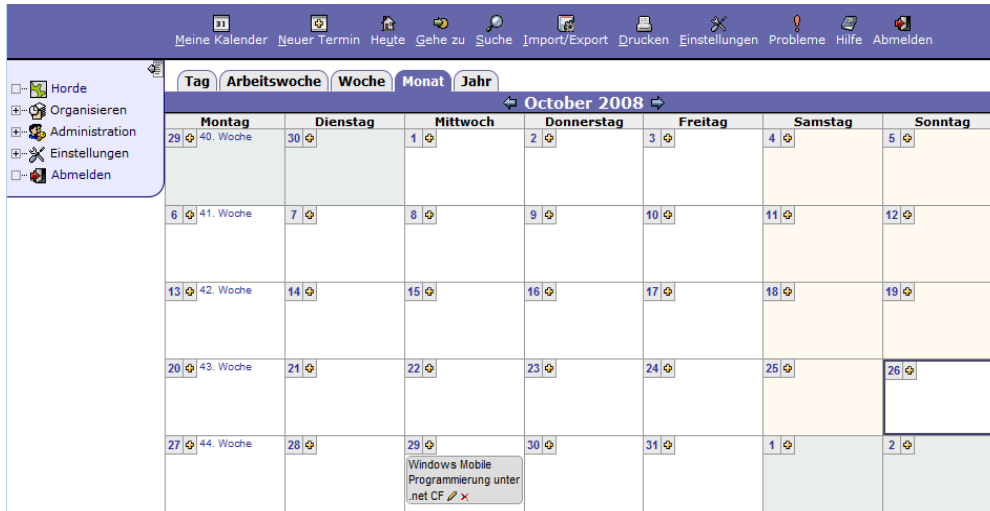 Meine Kalender Neuer Termin Heute Gehe zu Suche Import/Export Drucken Einstellungen Probleme Hilfe Abmelden
Horde
Organisieren
Administration
Einstellungen
Abmelden
Tag Arbeitswoche Woche Monat Jahr
October 2008
Montag Dienstag Mittwoch Donnerstag Freitag Samstag Sonntag
29 40. Woche 30 1 2 3 4 5
6 41. Woche 7 8 9 10 11 12
13 42. Woche 14 15 16 17 18 19
20 43. Woche 21 22 23 24 25 26
27 44. Woche 28 29 30 31 1 2
Windows Mobile
Programmierung unter
.net CF